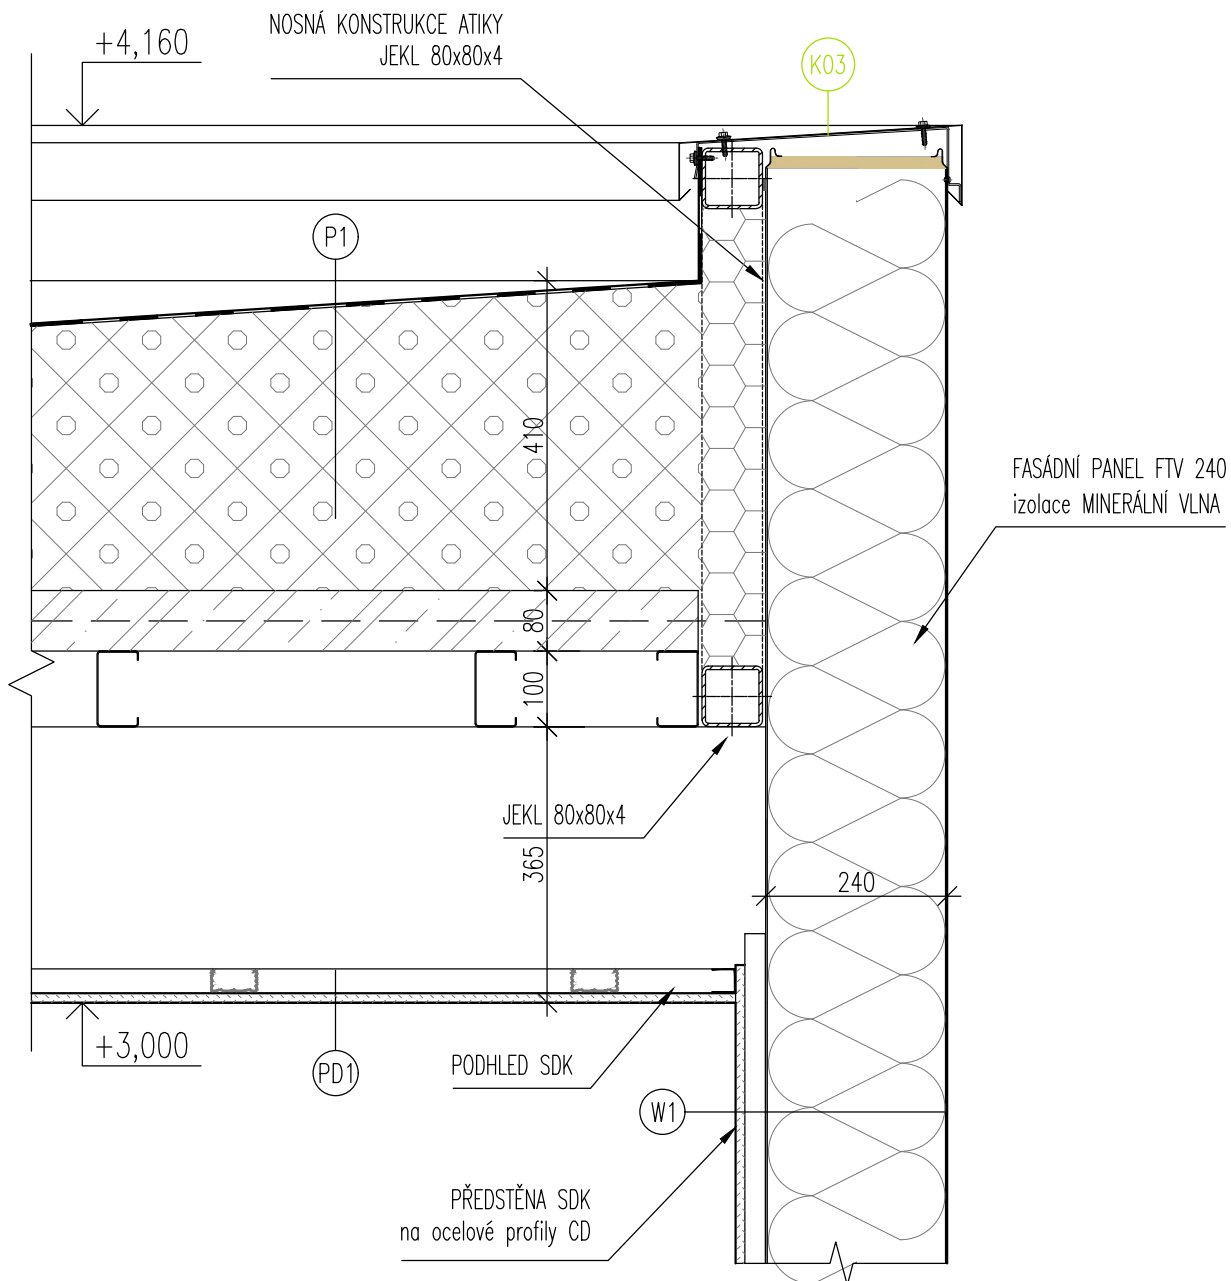 NOSNÁ KONSTRUKCE ATIKY
JEKL 80x80x4
+4,160
K03
P1
410
FASÁDNÍ PANEL FTV 240
izolace MINERÁLNÍ VLNA
80
100
JEKL 80x80x4
365
240
+3,000
PD1
PODHLED SDK
W1
PŘEDSTĚNA SDK
na ocelové profily CD